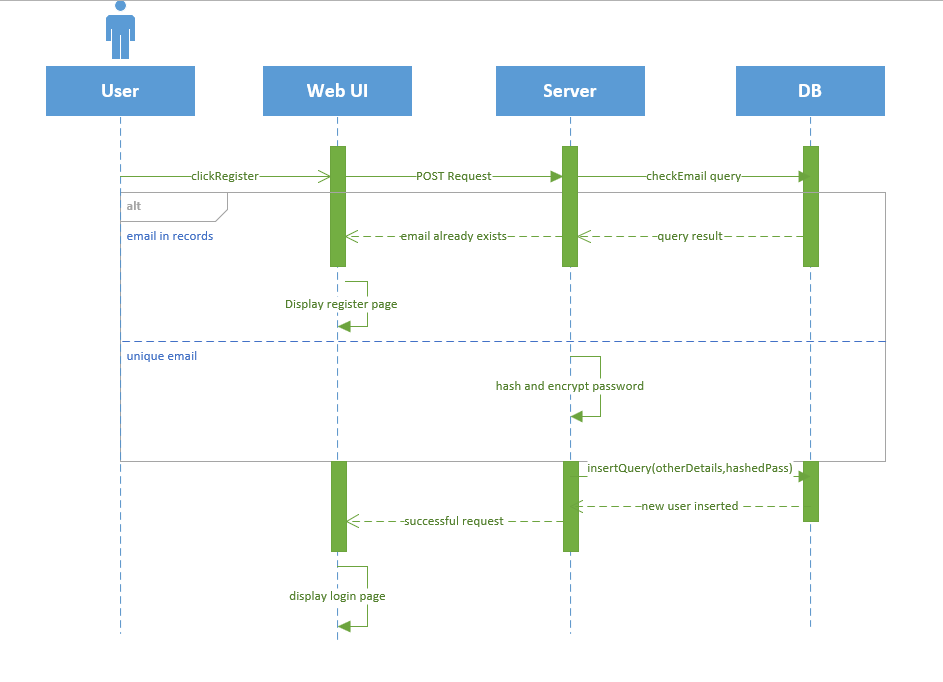 User
Web UI
Server
DB
clickRegister
POST Request
checkEmail query
alt
email in records
email already exists
query result
Display register page
unique email
hash and encrypt password
insertQuery(otherDetails,hashedPass)
new user inserted
successful request
display login page